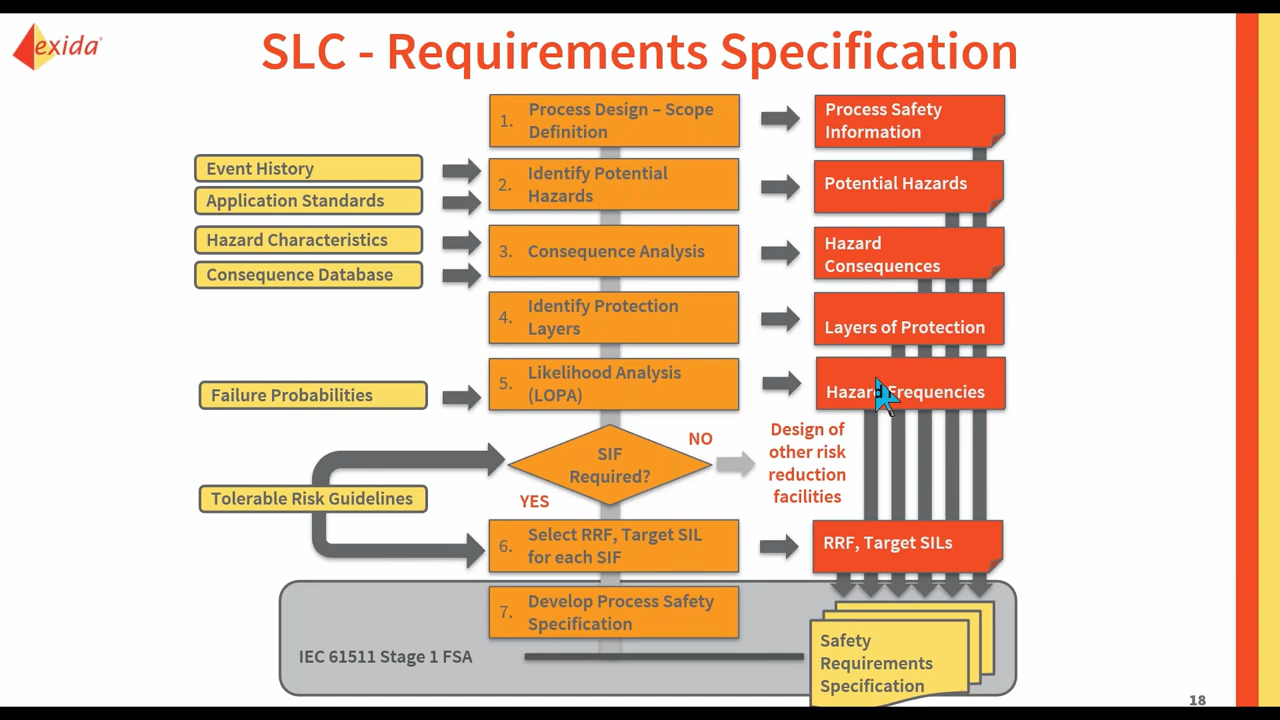 exida
SLC - Requirements Specification
1. Process Design – Scope
Definition
Process Safety
Information
Event History
Application Standards
2. Identify Potential
Hazards
Potential Hazards
Hazard Characteristics
Consequence Database
3. Consequence Analysis
Hazard
Consequences
4. Identify Protection
Layers
Layers of Protection
Failure Probabilities
5. Likelihood Analysis
(LOPA)
Hazard Frequencies
SIF
Required?
NO
YES
Design of
other risk
reduction
facilities
Tolerable Risk Guidelines
6. Select RRF, Target SIL
for each SIF
RRF, Target SILs
7. Develop Process Safety
Specification
IEC 61511 Stage 1 FSA
Safety
Requirements
Specification
18